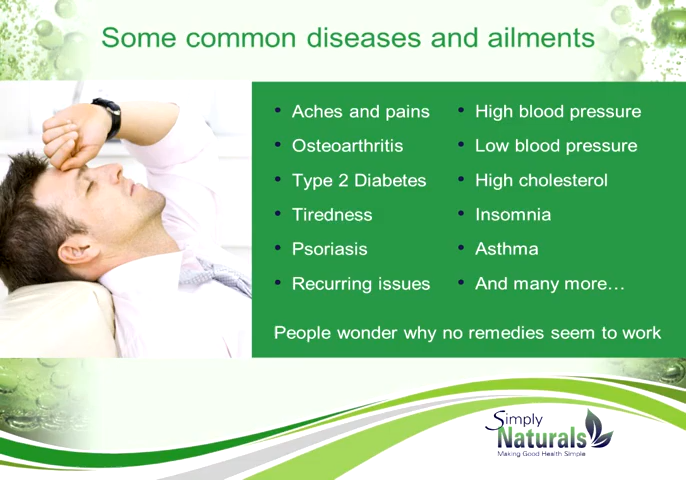 Some common diseases and ailments
• Aches and pains
• Osteoarthritis
• Type 2 Diabetes
• Tiredness
• Psoriasis
• Recurring issues
• High blood pressure
• Low blood pressure
• High cholesterol
• Insomnia
• Asthma
• And many more…
People wonder why no remedies seem to work
Simply
Naturals
Making Good Health Simple